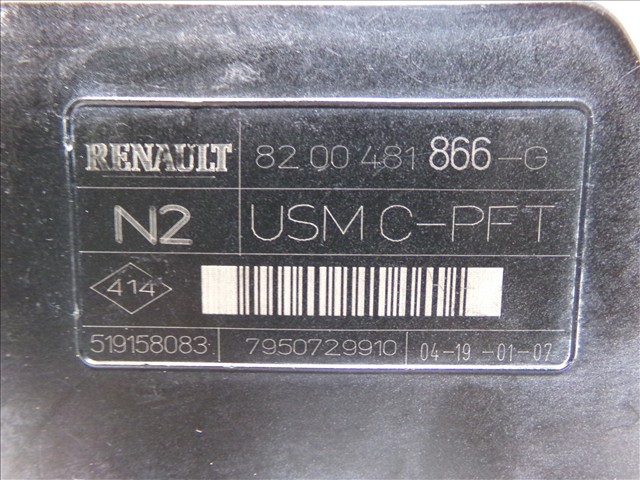 RENAULT 82 00 481 866-G
N2 USM C-PFT
414
519158083 7950729910 04-19-01-07